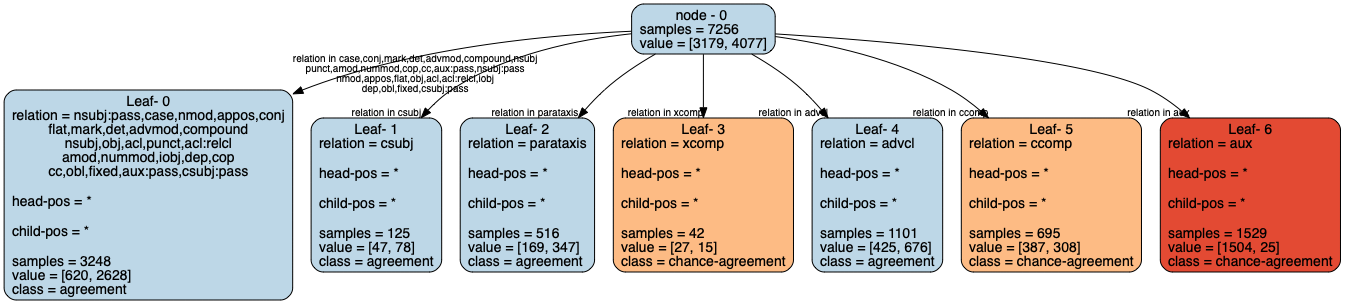 node - 0
samples = 7256
value = [3179, 4077]
relation in case,conj,mark,det,advmod,compound,nsubj
punct,amod,nummod,cop,cc,aux:pass,nsubj:pass
nmod,appos,flat,obj,acl,acl:relcl,iobj
dep,obl,fixed,csubj:pass
relation in csubj
relation in parataxis
relation in xcomp
relation in advcl
relation in ccomp
relation in aux
Leaf- 0
relation = nsubj:pass,case,nmod,appos,conj
flat,mark,det,advmod,compound
nsubj,obj,acl,punct,acl:relcl
amod,nummod,iobj,dep,cop
cc,obl,fixed,aux:pass,csubj:pass
head-pos = *
child-pos = *
samples = 3248
value = [620, 2628]
class = agreement
Leaf- 1
relation = csubj
head-pos = *
child-pos = *
samples = 125
value = [47, 78]
class = agreement
Leaf- 2
relation = parataxis
head-pos = *
child-pos = *
samples = 516
value = [169, 347]
class = agreement
Leaf- 3
relation = xcomp
head-pos = *
child-pos = *
samples = 42
value = [27, 15]
class = chance-agreement
Leaf- 4
relation = advcl
head-pos = *
child-pos = *
samples = 1101
value = [425, 676]
class = agreement
Leaf- 5
relation = ccomp
head-pos = *
child-pos = *
samples = 695
value = [387, 308]
class = chance-agreement
Leaf- 6
relation = aux
head-pos = *
child-pos = *
samples = 1529
value = [1504, 25]
class = chance-agreement